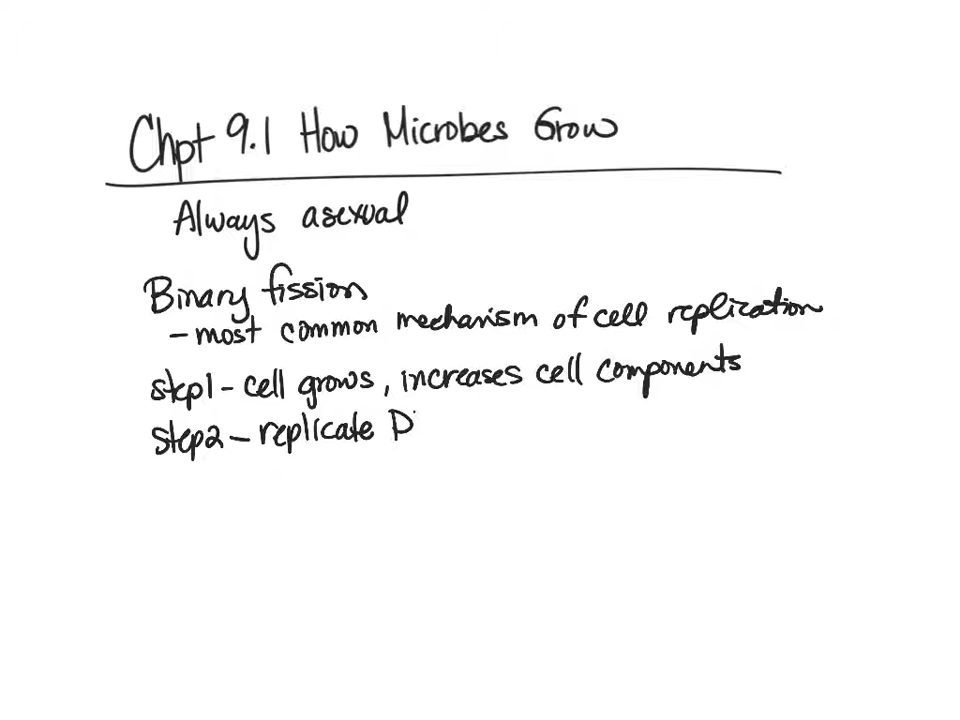 Chpt 9.1 How Microbes Grow
Always asexual
Binary fission
- most common mechanism of cell replication
step1 - cell grows, increases cell components
step2 - replicate D